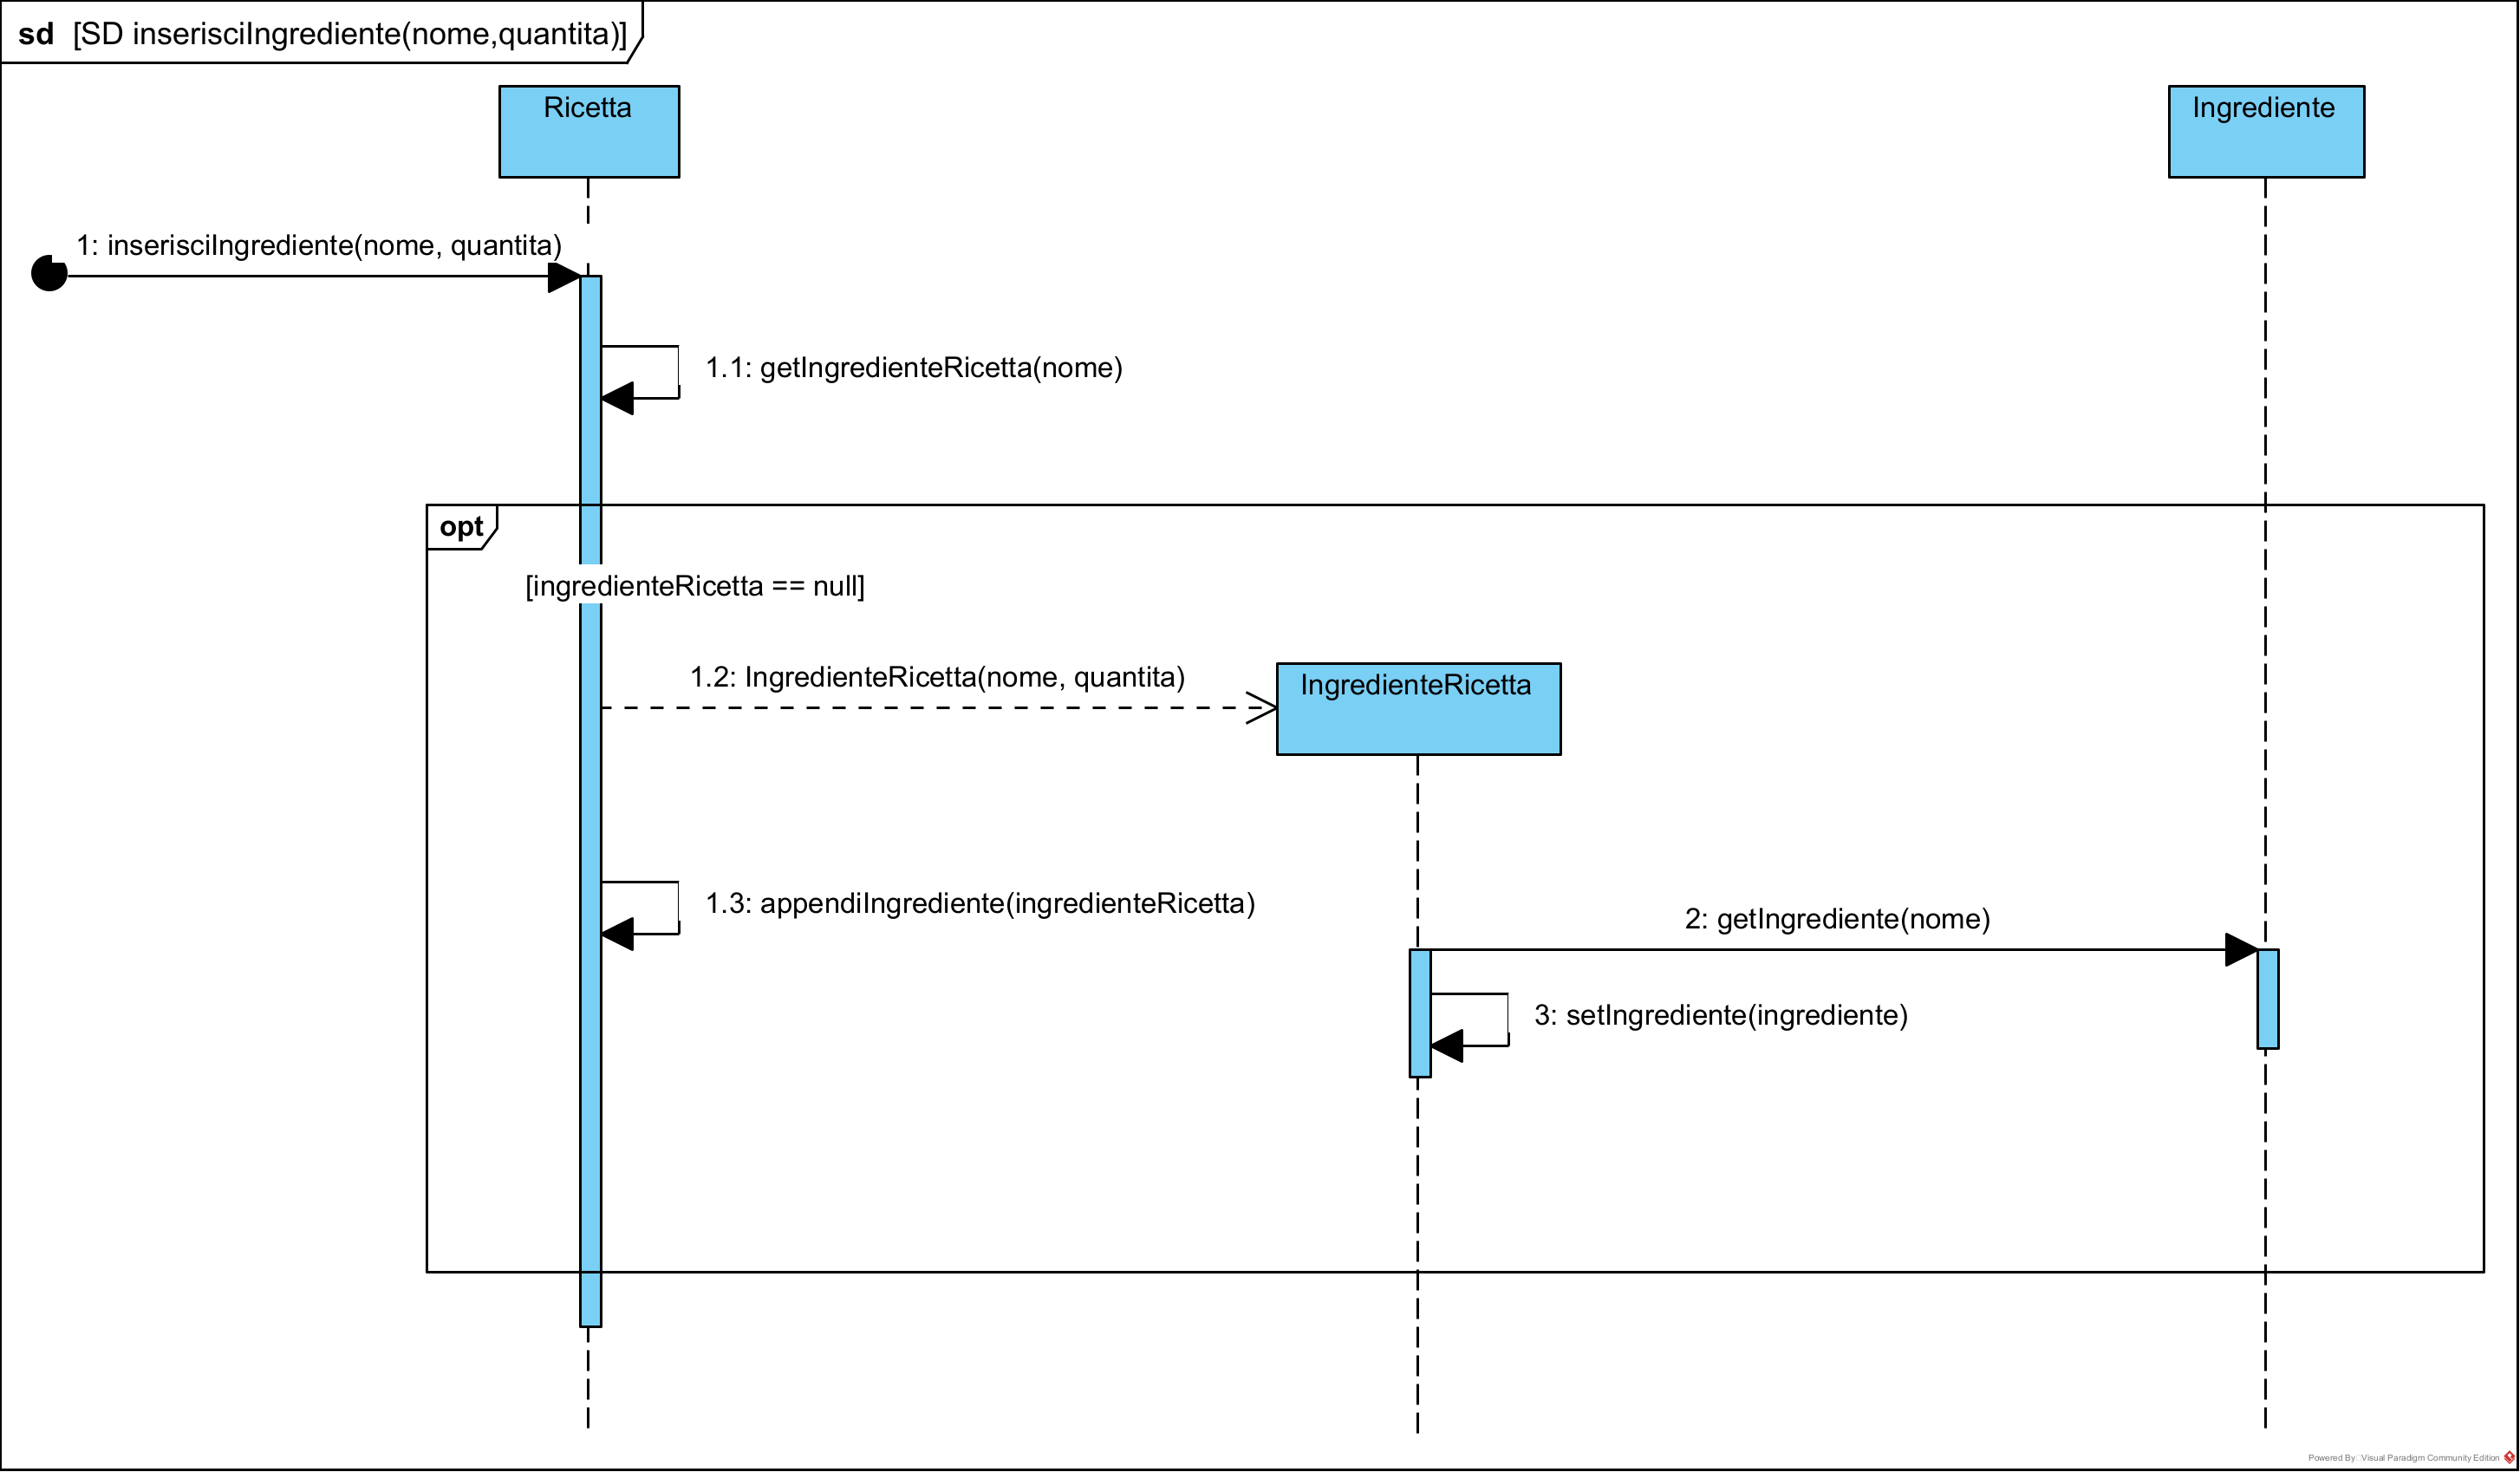 sd [SD inserisciIngrediente(nome,quantita)]
Ricetta
Ingrediente
1: inserisciIngrediente(nome, quantita)
1.1: getIngredienteRicetta(nome)
opt
[ingredienteRicetta == null]
1.2: IngredienteRicetta(nome, quantita)
IngredienteRicetta
1.3: appendiIngrediente(ingredienteRicetta)
2: getIngrediente(nome)
3: setIngrediente(ingrediente)
Powered By Visual Paradigm Community Edition